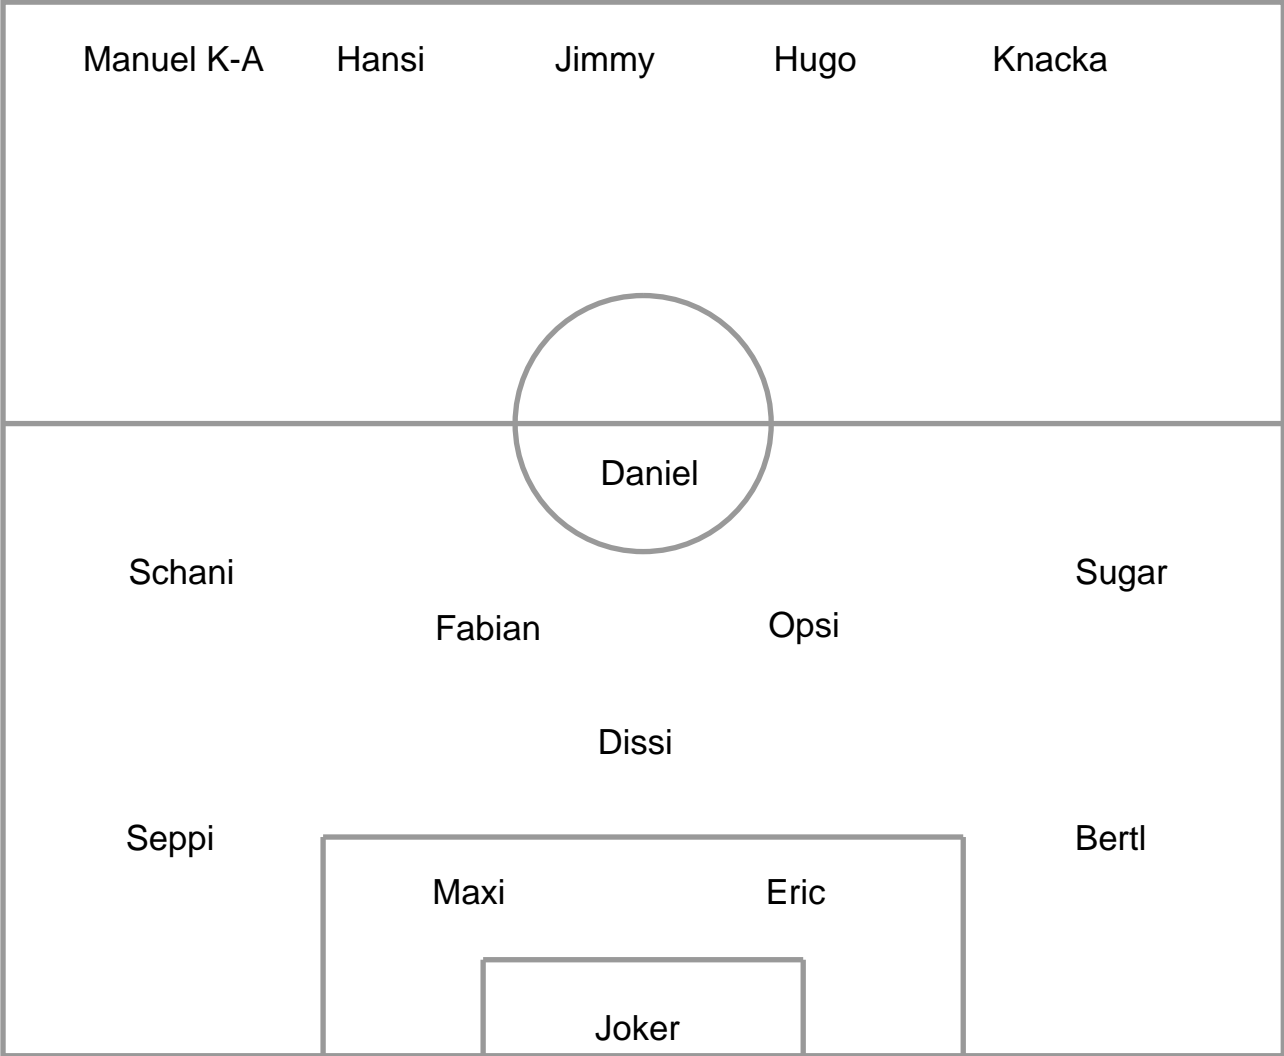 Manuel K-A Hansi Jimmy Hugo Knacka
Daniel
Schani Sugar
Fabian Opsi
Dissi
Seppi Bertl
Maxi Eric
Joker